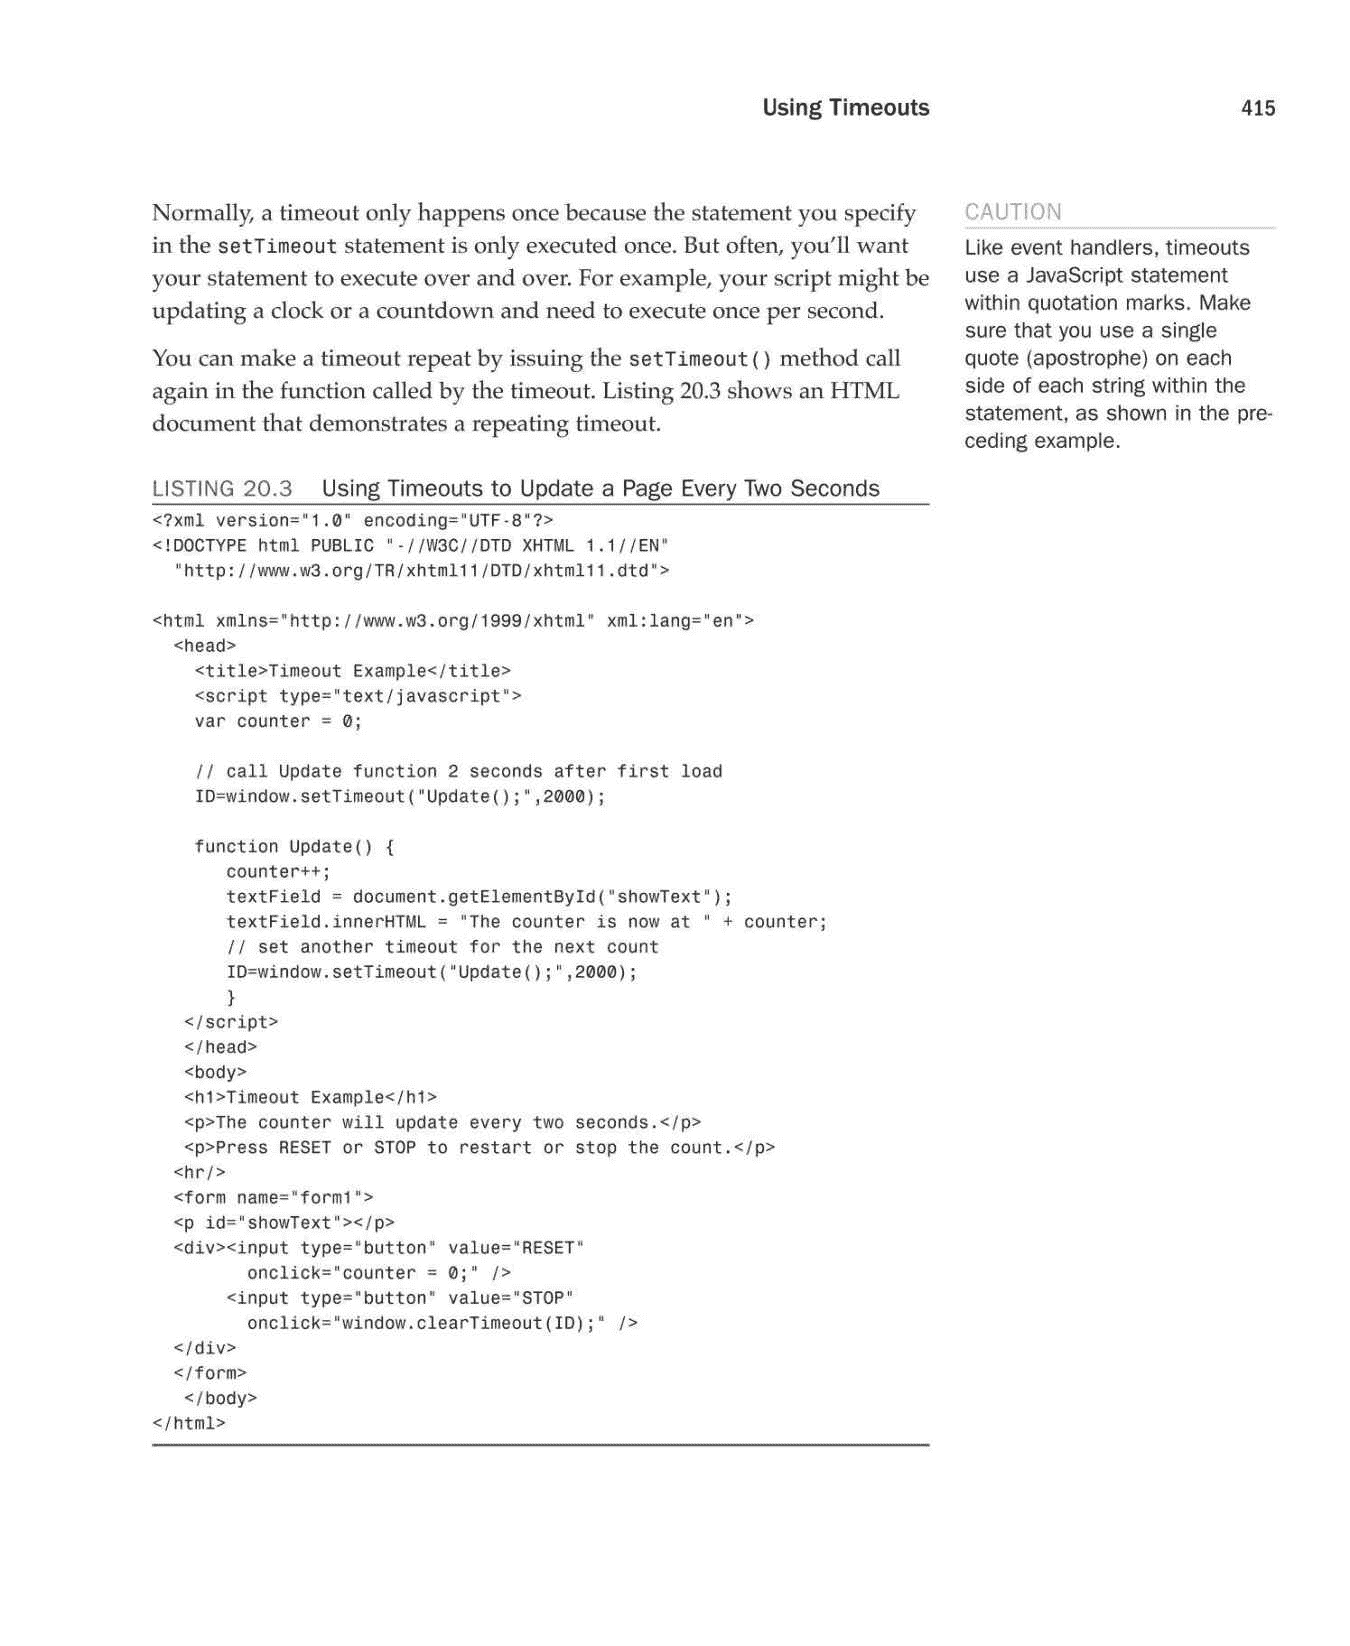 Using Timeouts 415
Normally, a timeout only happens once because the statement you specify
in the setTimeout statement is only executed once. But often, you’ll want
your statement to execute over and over. For example, your script might be
updating a clock or a countdown and need to execute once per second.
You can make a timeout repeat by issuing the setTimeout() method call
again in the function called by the timeout. Listing 20.3 shows an HTML
document that demonstrates a repeating timeout.
CAUTION
Like event handlers, timeouts
use a JavaScript statement
within quotation marks. Make
sure that you use a single
quote (apostrophe) on each
side of each string within the
statement, as shown in the pre-
ceding example.
LISTING 20.3 Using Timeouts to Update a Page Every Two Seconds
<?xml version="1.0" encoding="UTF-8"?>
<!DOCTYPE html PUBLIC "-//W3C//DTD XHTML 1.1//EN"
  "http://www.w3.org/TR/xhtml11/DTD/xhtml11.dtd">
<html xmlns="http://www.w3.org/1999/xhtml" xml:lang="en">
  <head>
    <title>Timeout Example</title>
    <script type="text/javascript">
    var counter = 0;
    // call Update function 2 seconds after first load
    ID=window.setTimeout("Update();",2000);
    function Update() {
       counter++;
       textField = document.getElementById("showText");
       textField.innerHTML = "The counter is now at " + counter;
       // set another timeout for the next count
       ID=window.setTimeout("Update();",2000);
       }
   </script>
   </head>
   <body>
   <h1>Timeout Example</h1>
   <p>The counter will update every two seconds.</p>
   <p>Press RESET or STOP to restart or stop the count.</p>
  <hr/>
  <form name="form1">
  <p id="showText"></p>
  <div><input type="button" value="RESET"
         onclick="counter = 0;" />
       <input type="button" value="STOP"
         onclick="window.clearTimeout(ID);" />
  </div>
  </form>
   </body>
</html>